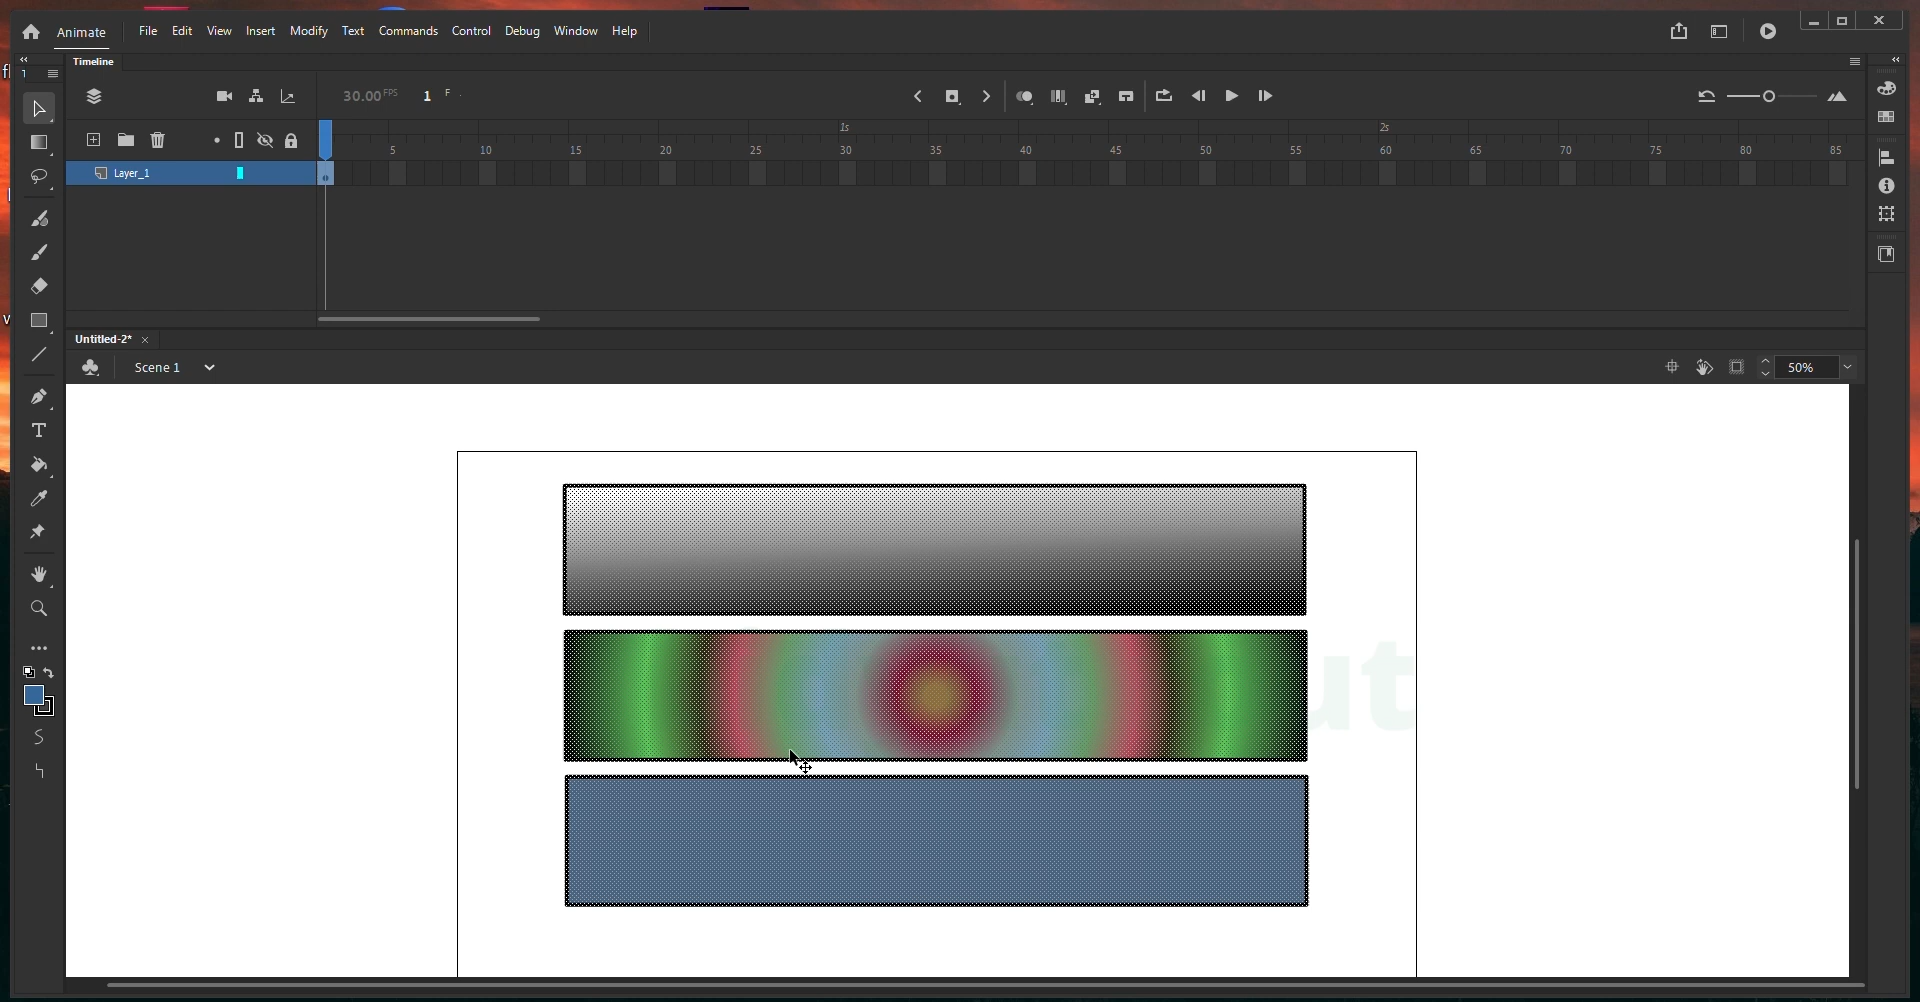 Animate File Edit View Insert Modify Text Commands Control Debug Window Help
1
Timeline
30.00 FPS 1 F
1s 2s
5 10 15 20 25 30 35 40 45 50 55 60 65 70 75 80 85
Layer_1
Untitled-2*
Scene 1 50%
ut